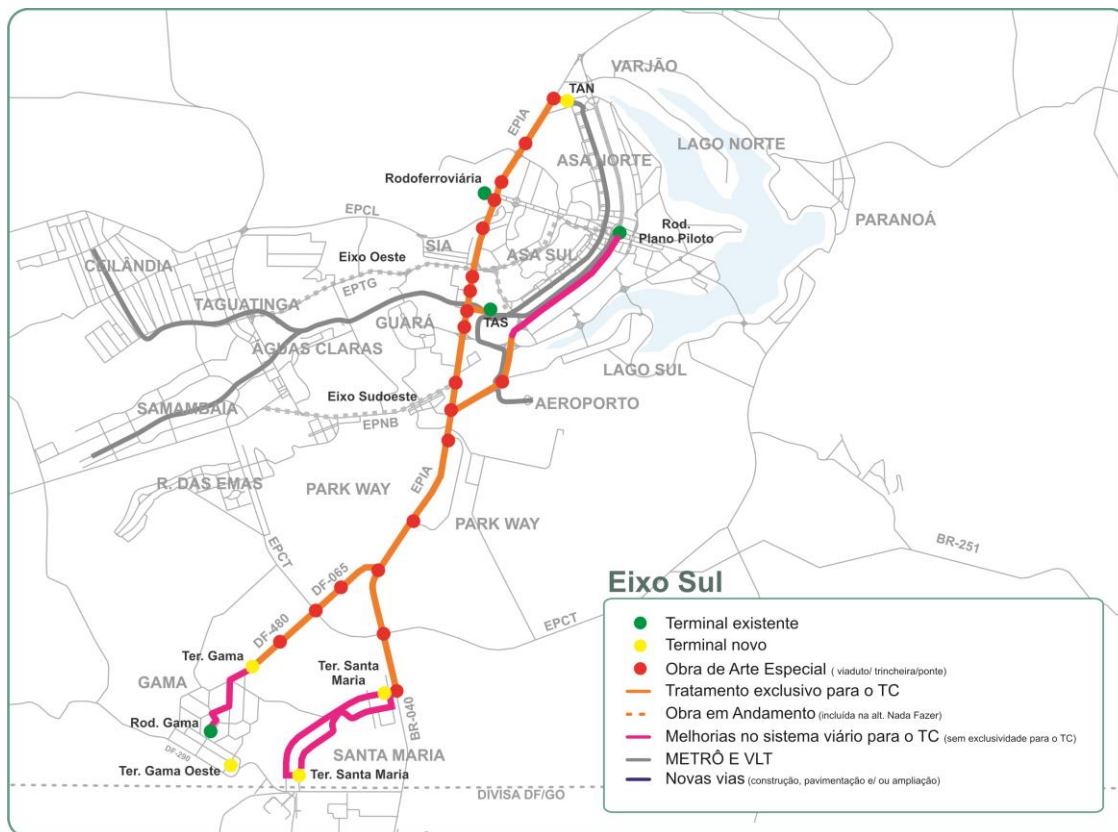 VARJÃO
TAN
EPIA
LAGO NORTE
ASA NORTE
Rodoferroviária
EPCL
PARANOÁ
Rod.
Plano Piloto
SIA
ASA SUL
Eixo Oeste
CEILÂNDIA
EPTG
TAGUATINGA
GUARÁ
TAS
ÁGUAS CLARAS
LAGO SUL
Eixo Sudoeste
AEROPORTO
SAMAMBAIA
EPNB
R. DAS EMAS
PARK WAY
EPIA
PARK WAY
BR-251
EPCT
DF-065
DF-480
EPCT
Ter. Gama
Ter. Santa
Maria
GAMA
Rod. Gama
BR-040
DF-290
SANTA MARIA
Ter. Gama Oeste
Ter. Santa Maria
DIVISA DF/GO
Eixo Sul
Terminal existente
Terminal novo
Obra de Arte Especial ( viaduto/ trincheira/ponte)
Tratamento exclusivo para o TC
Obra em Andamento (incluída na alt. Nada Fazer)
Melhorias no sistema viário para o TC (sem exclusividade para o TC)
METRÔ E VLT
Novas vias (construção, pavimentação e/ ou ampliação)